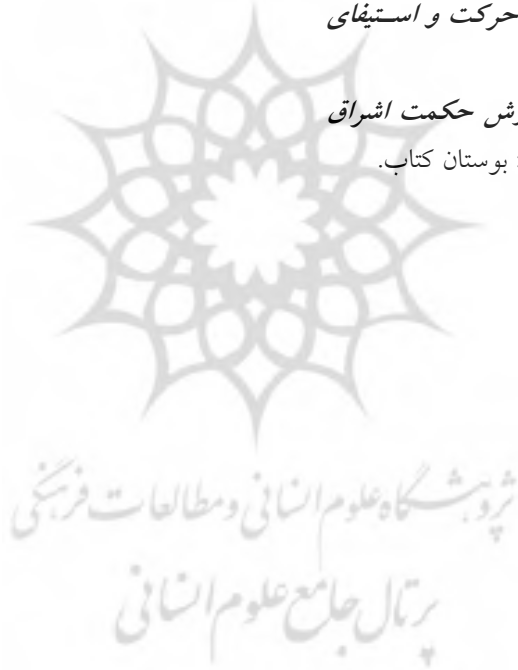 حرکت و استیفای
رش حکمت اشراق
: بوستان کتاب.
پژوهشگاه علوم انسانی و مطالعات فرهنگی
پرتال جامع علوم انسانی